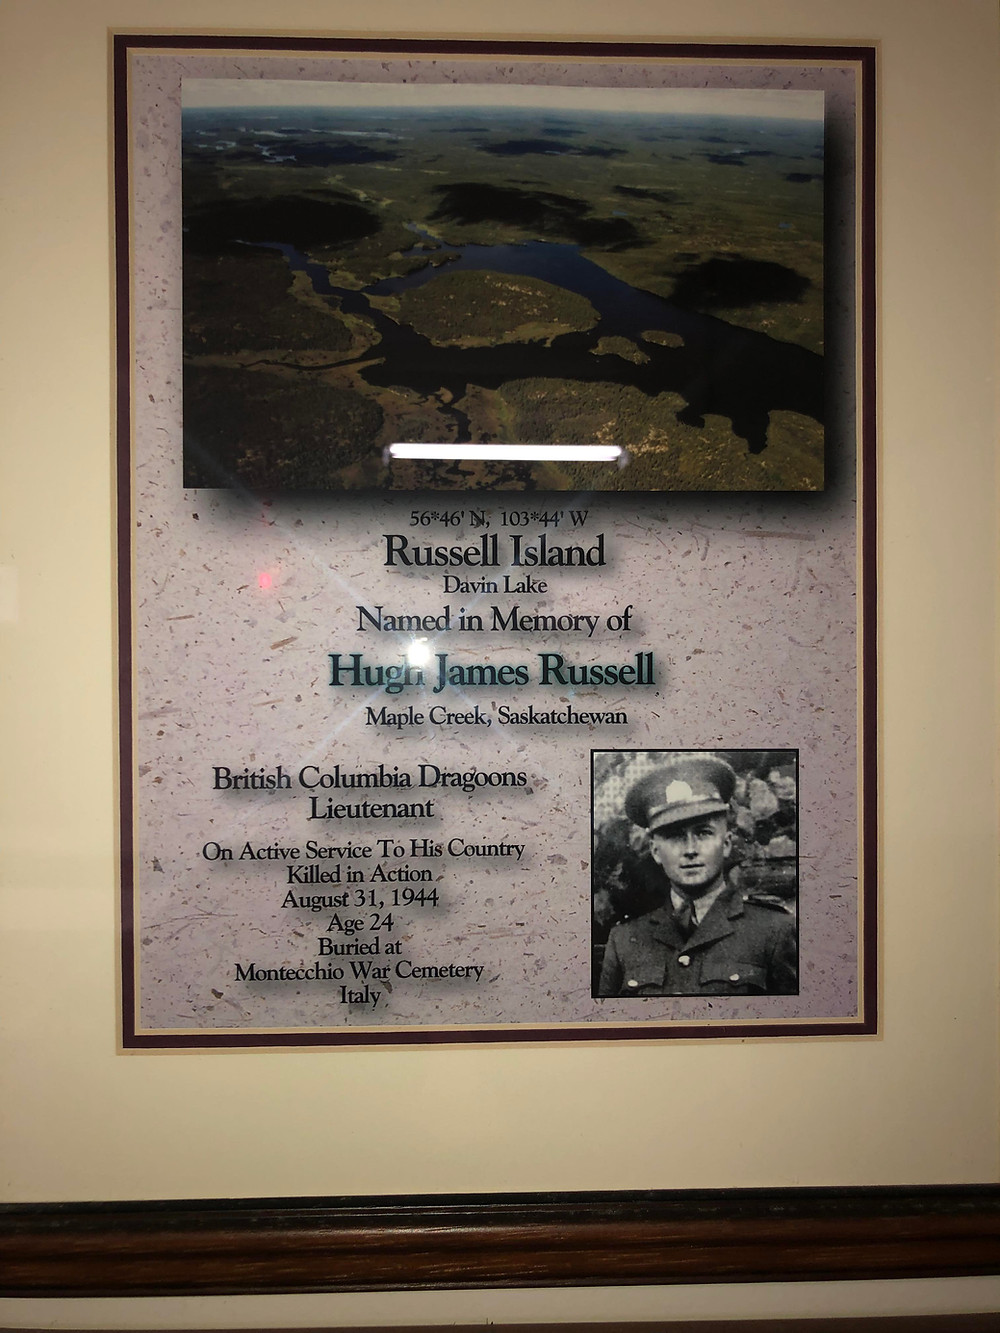 56*46' N, 103*44' W
Russell Island
Davin Lake
Named in Memory of
Hugh James Russell
Maple Creek, Saskatchewan
British Columbia Dragoons
Lieutenant
On Active Service To His Country
Killed in Action
August 31, 1944
Age 24
Buried at
Montecchio War Cemetery
Italy